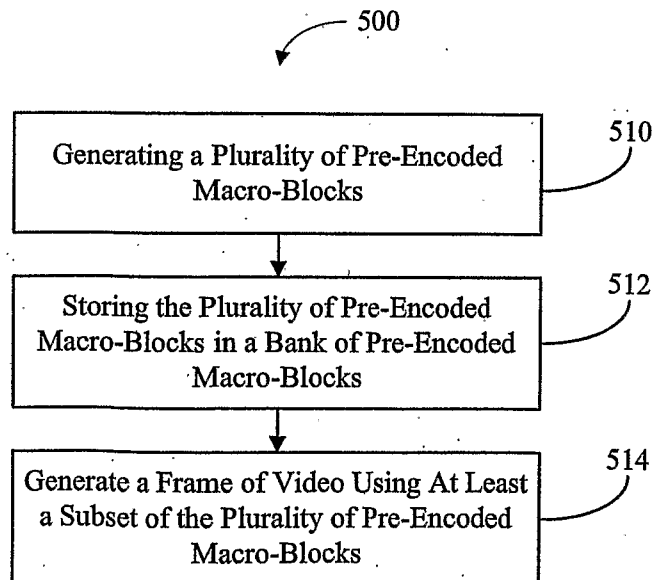 500
Generating a Plurality of Pre-Encoded
Macro-Blocks
510
Storing the Plurality of Pre-Encoded
Macro-Blocks in a Bank of Pre-Encoded
Macro-Blocks
512
Generate a Frame of Video Using At Least
a Subset of the Plurality of Pre-Encoded
Macro-Blocks
514